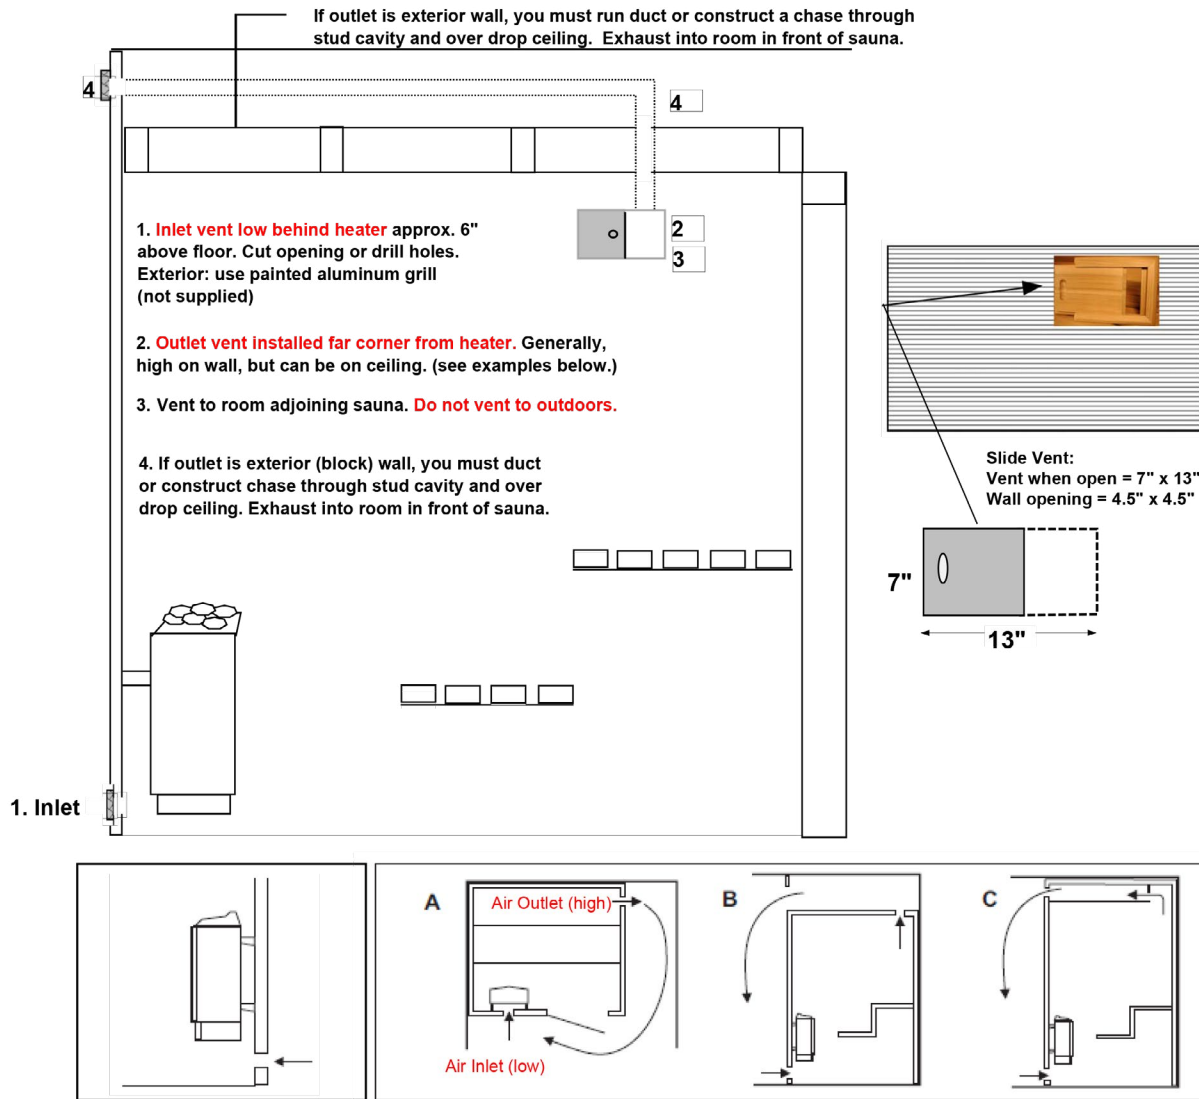 If outlet is exterior wall, you must run duct or construct a chase through
stud cavity and over drop ceiling.  Exhaust into room in front of sauna.
4
4
1. Inlet vent low behind heater approx. 6"
above floor. Cut opening or drill holes.
Exterior: use painted aluminum grill
(not supplied)
2
3
2. Outlet vent installed far corner from heater. Generally,
high on wall, but can be on ceiling. (see examples below.)
3. Vent to room adjoining sauna. Do not vent to outdoors.
4. If outlet is exterior (block) wall, you must duct
or construct chase through stud cavity and over
drop ceiling. Exhaust into room in front of sauna.
Slide Vent:
Vent when open = 7" x 13"
Wall opening = 4.5" x 4.5"
7"
13"
1. Inlet
A
Air Outlet (high)
Air Inlet (low)
B
C